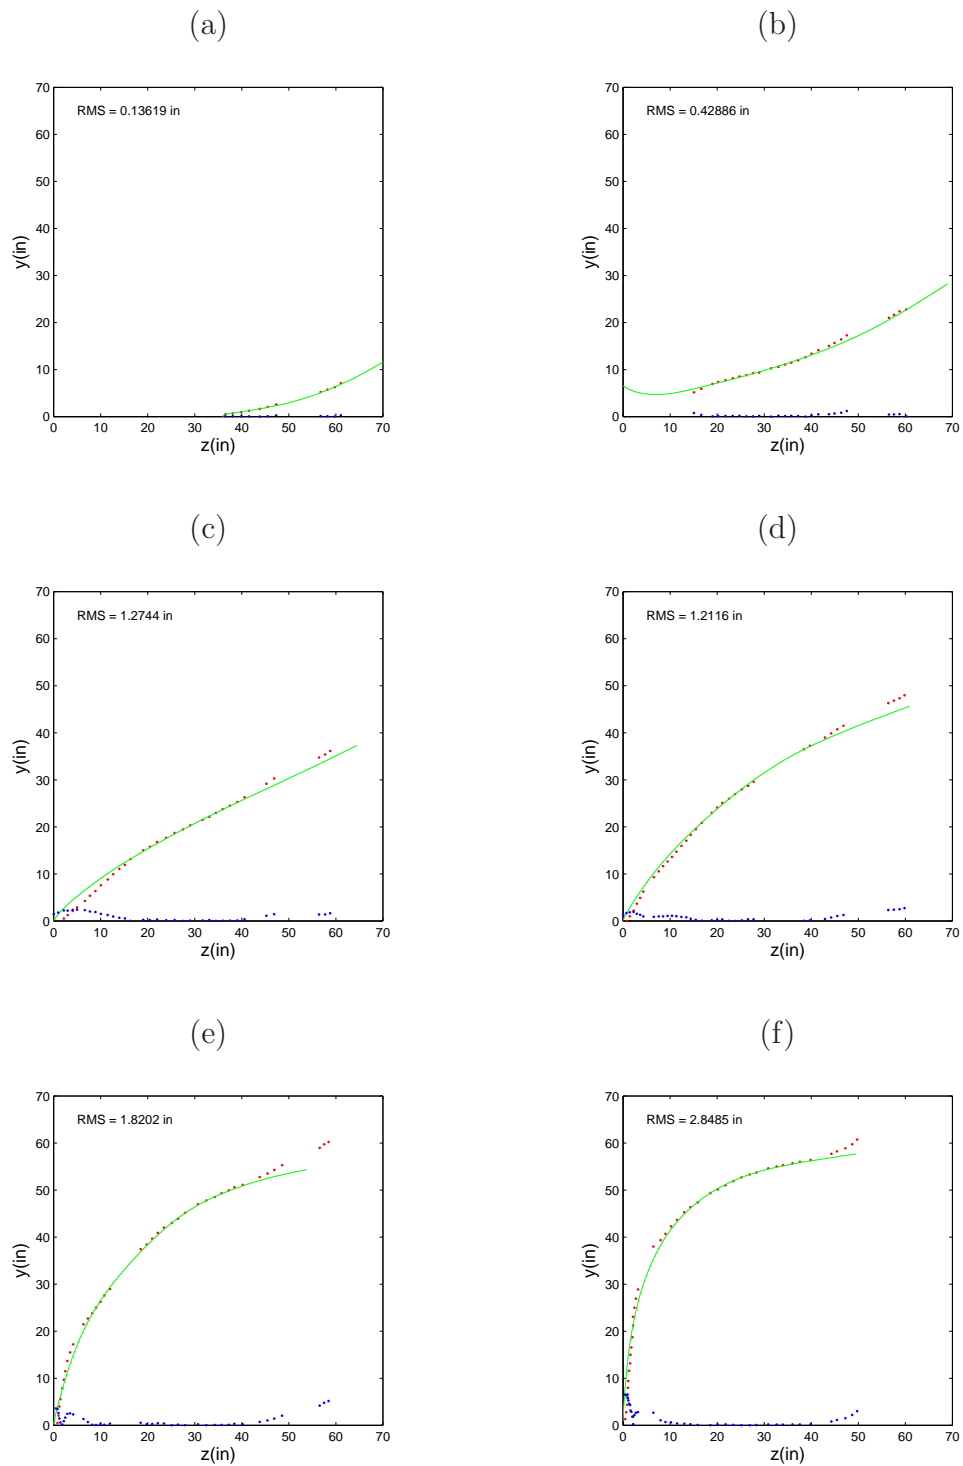 (a)
(b)
RMS = 0.13619 in
70
60
50
40
30
20
10
0
y(in)
0 10 20 30 40 50 60 70
z(in)
RMS = 0.42886 in
70
60
50
40
30
20
10
0
y(in)
0 10 20 30 40 50 60 70
z(in)
(c)
(d)
RMS = 1.2744 in
70
60
50
40
30
20
10
0
y(in)
0 10 20 30 40 50 60 70
z(in)
RMS = 1.2116 in
70
60
50
40
30
20
10
0
y(in)
0 10 20 30 40 50 60 70
z(in)
(e)
(f)
RMS = 1.8202 in
70
60
50
40
30
20
10
0
y(in)
0 10 20 30 40 50 60 70
z(in)
RMS = 2.8485 in
70
60
50
40
30
20
10
0
y(in)
0 10 20 30 40 50 60 70
z(in)